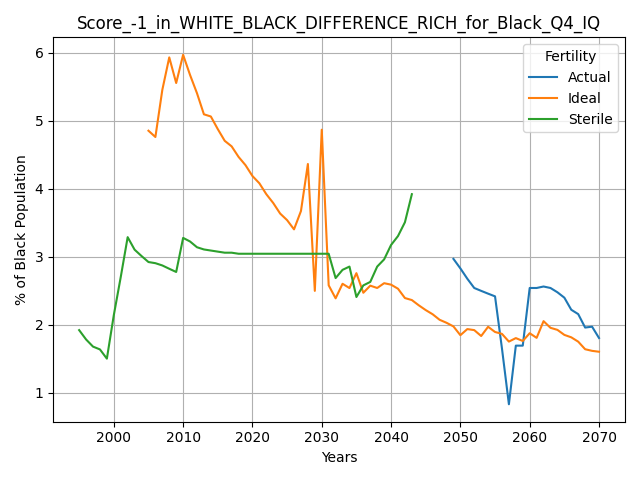 Score_-1_in_WHITE_BLACK_DIFFERENCE_RICH_for_Black_Q4_IQ
Fertility
Actual
Ideal
Sterile
% of Black Population
6
5
4
3
2
1
2000 2010 2020 2030 2040 2050 2060 2070
Years